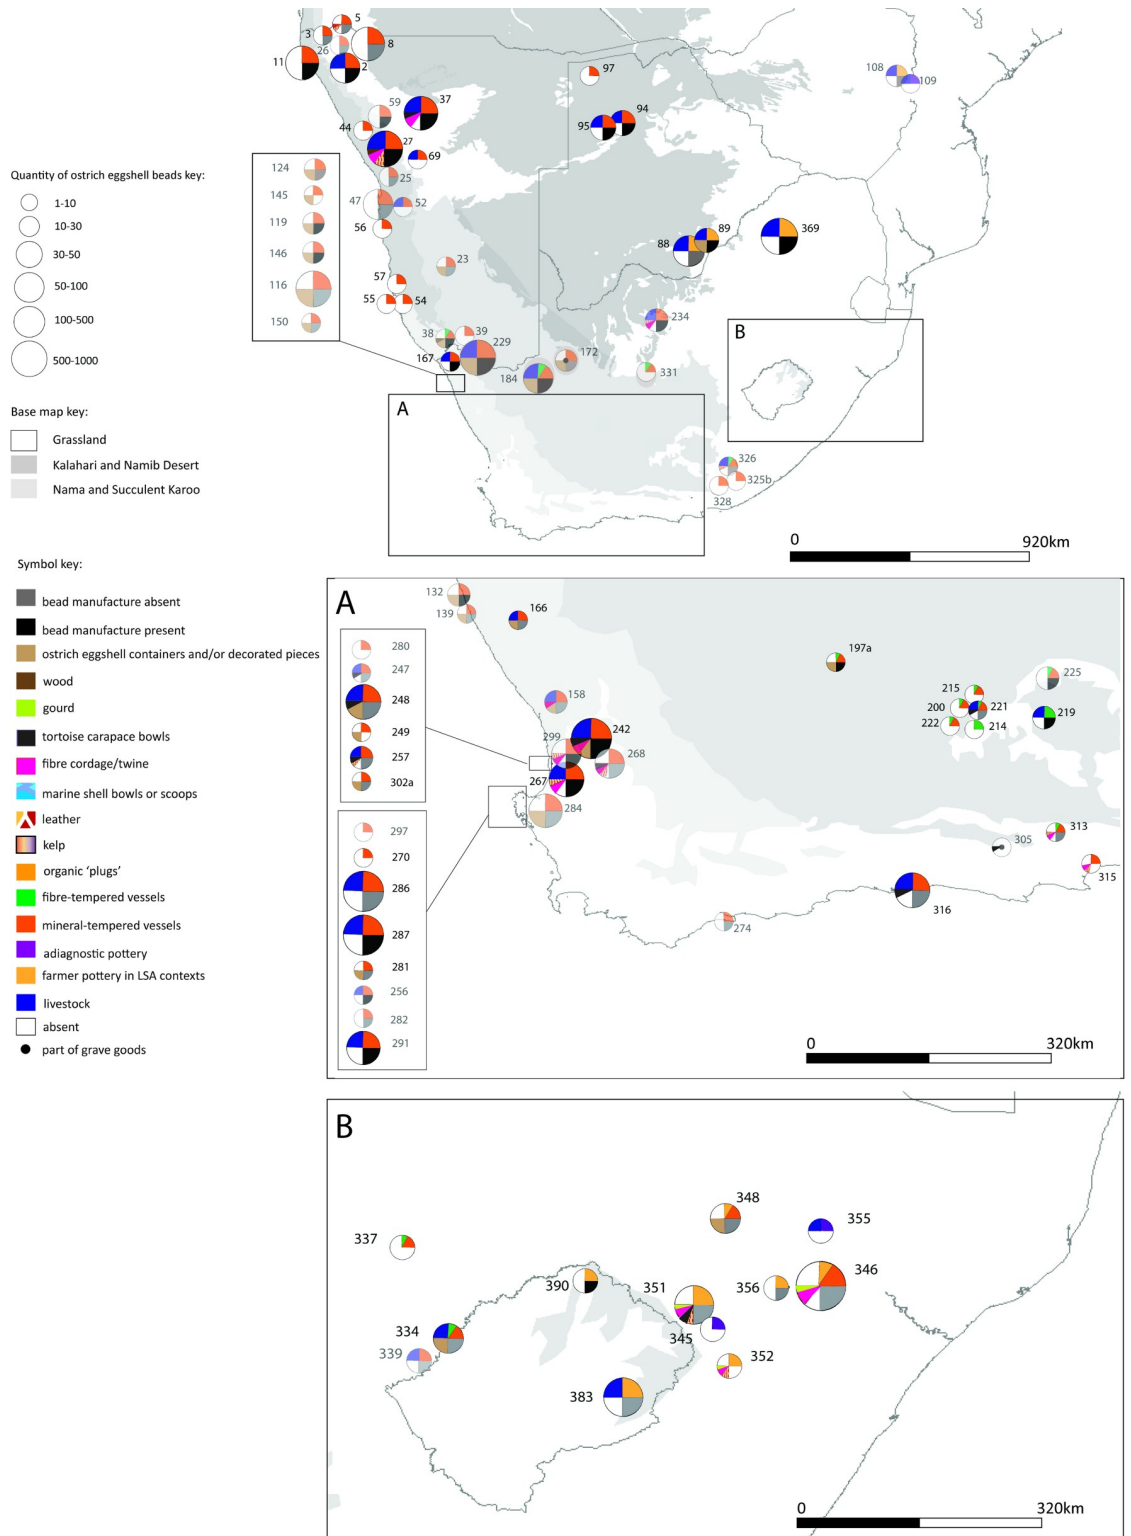 5
3
26
8
11
2
97
108
109
59
37
44
27
94
95
69
25
124
145
119
146
116
150
47
52
56
23
57
55
54
88
89
369
38
39
229
167
184
172
234
331
B
A
326
325b
328
0
920km
Quantity of ostrich eggshell beads key:
1-10
10-30
30-50
50-100
100-500
500-1000
Base map key:
Grassland
Kalahari and Namib Desert
Nama and Succulent Karoo
Symbol key:
bead manufacture absent
bead manufacture present
ostrich eggshell containers and/or decorated pieces
wood
gourd
tortoise carapace bowls
fibre cordage/twine
marine shell bowls or scoops
leather
kelp
organic ‘plugs’
fibre-tempered vessels
mineral-tempered vessels
adiagnostic pottery
farmer pottery in LSA contexts
livestock
absent
part of grave goods
A
132
139
166
280
247
248
249
257
302a
158
299
242
268
267
284
197a
215
200
221
222
214
225
219
297
270
286
287
281
256
282
291
305
313
315
316
274
0
320km
B
337
348
355
390
351
356
346
334
339
345
352
383
0
320km